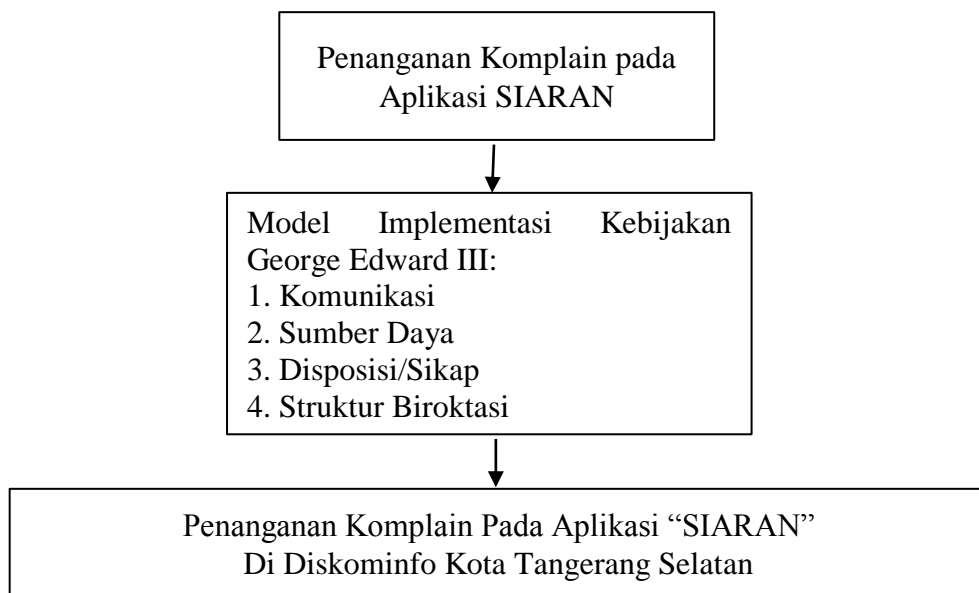 Penanganan Komplain pada
Aplikasi SIARAN
Model Implementasi Kebijakan
George Edward III:
1. Komunikasi
2. Sumber Daya
3. Disposisi/Sikap
4. Struktur Biroktasi
Penanganan Komplain Pada Aplikasi “SIARAN”
Di Diskominfo Kota Tangerang Selatan